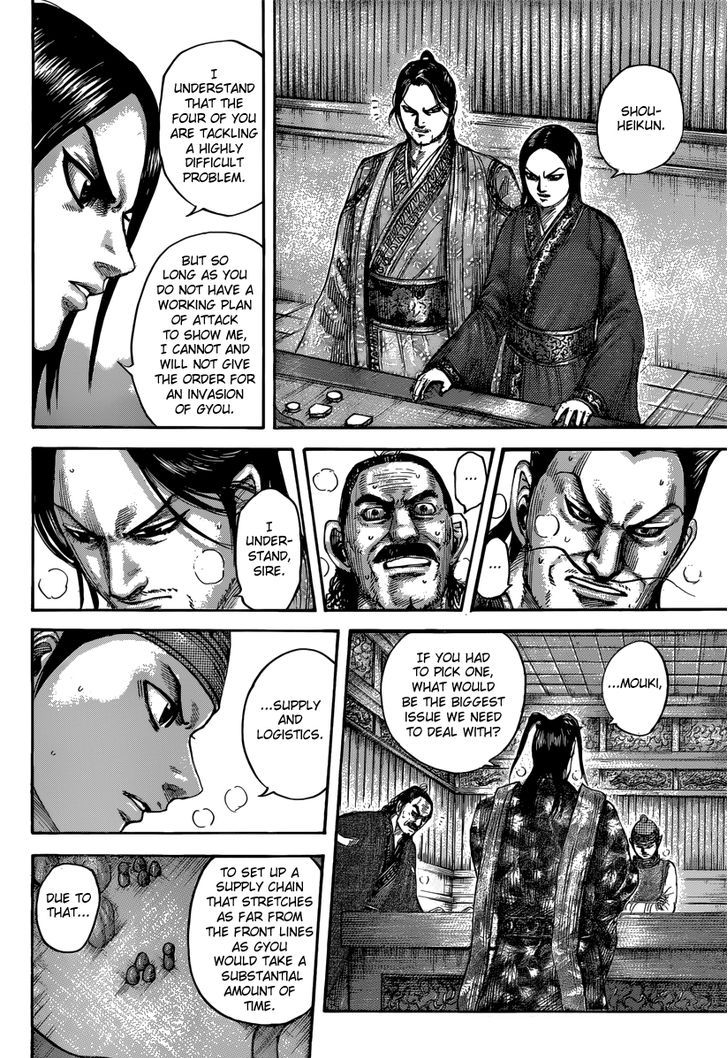 SHOU-
HEIKUN.
I
UNDERSTAND
THAT THE
FOUR OF YOU
ARE TACKLING
A HIGHLY
DIFFICULT
PROBLEM.
BUT SO
LONG AS YOU
DO NOT HAVE A
WORKING PLAN
OF ATTACK
TO SHOW ME,
I CANNOT AND
WILL NOT GIVE
THE ORDER FOR
AN INVASION
OF GYOU.
...
...
I
UNDER-
STAND,
SIRE.
...MOUKI,
IF YOU HAD
TO PICK ONE,
WHAT WOULD
BE THE BIGGEST
ISSUE WE NEED
TO DEAL WITH?
...SUPPLY
AND
LOGISTICS.
TO SET UP A
SUPPLY CHAIN
THAT STRETCHES
AS FAR FROM
THE FRONT LINES
AS GYOU
WOULD TAKE A
SUBSTANTIAL
AMOUNT OF
TIME.
DUE TO
THAT...